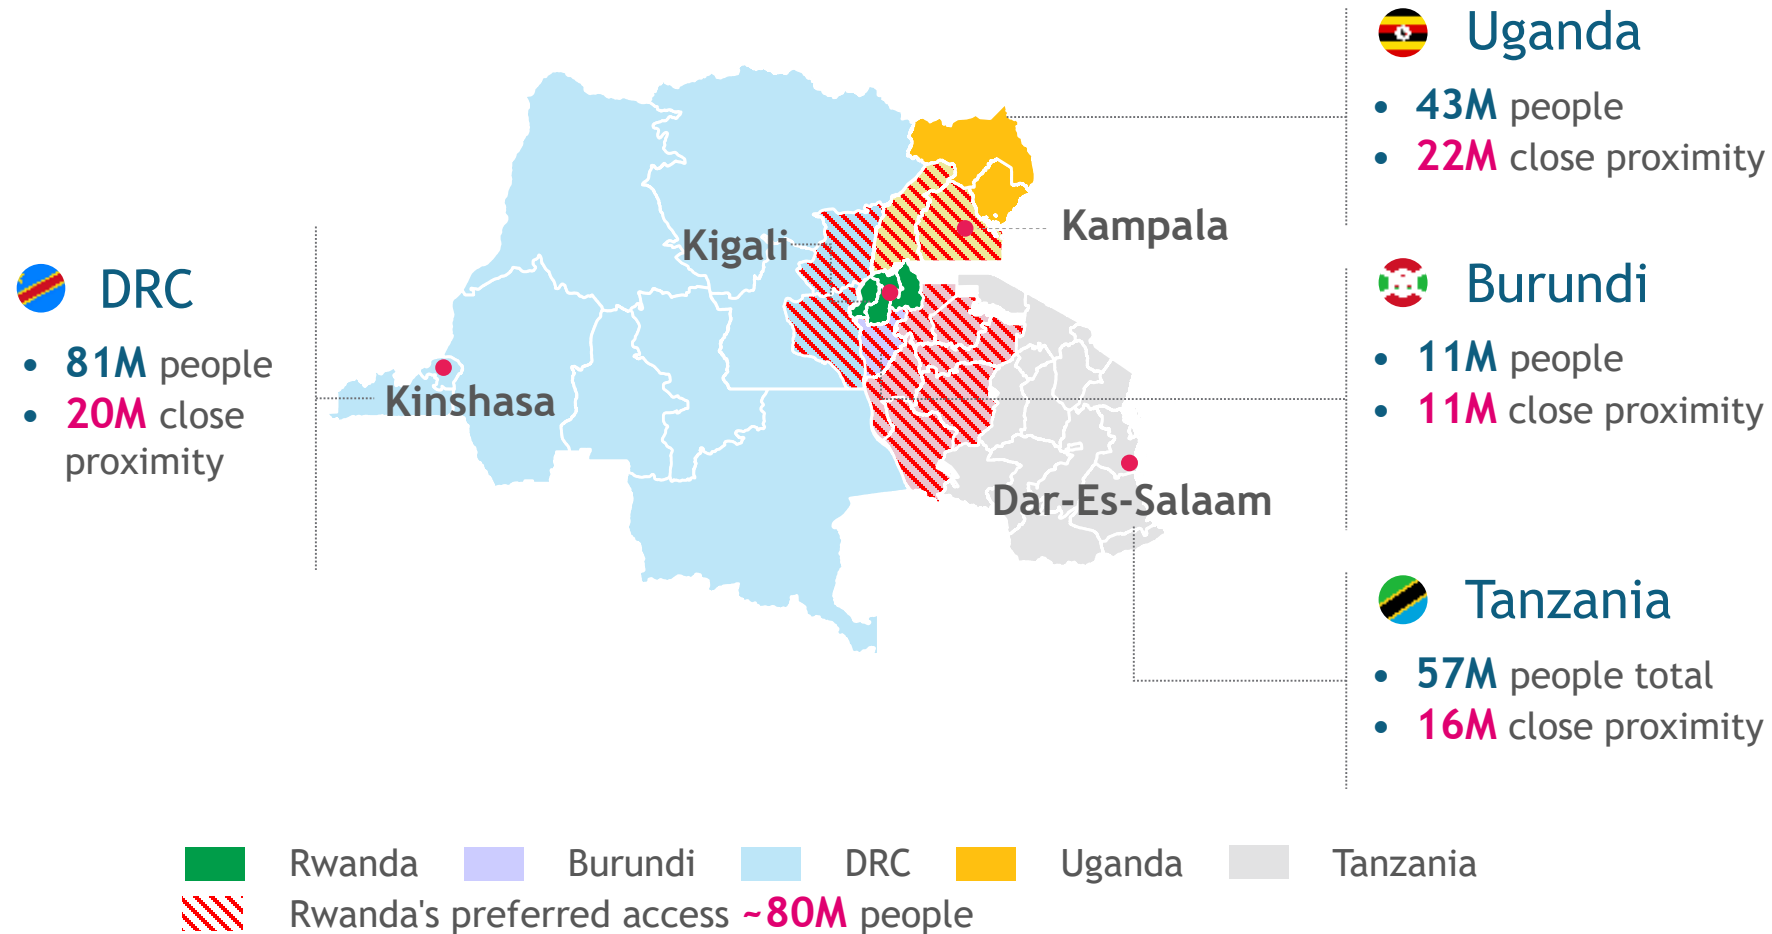 Uganda
• 43M people
• 22M close proximity
Kigali
Kampala
DRC
• 81M people
• 20M close
proximity
Kinshasa
Burundi
• 11M people
• 11M close proximity
Dar-Es-Salaam
Tanzania
• 57M people total
• 16M close proximity
Rwanda Burundi DRC Uganda Tanzania
Rwanda's preferred access ~80M people